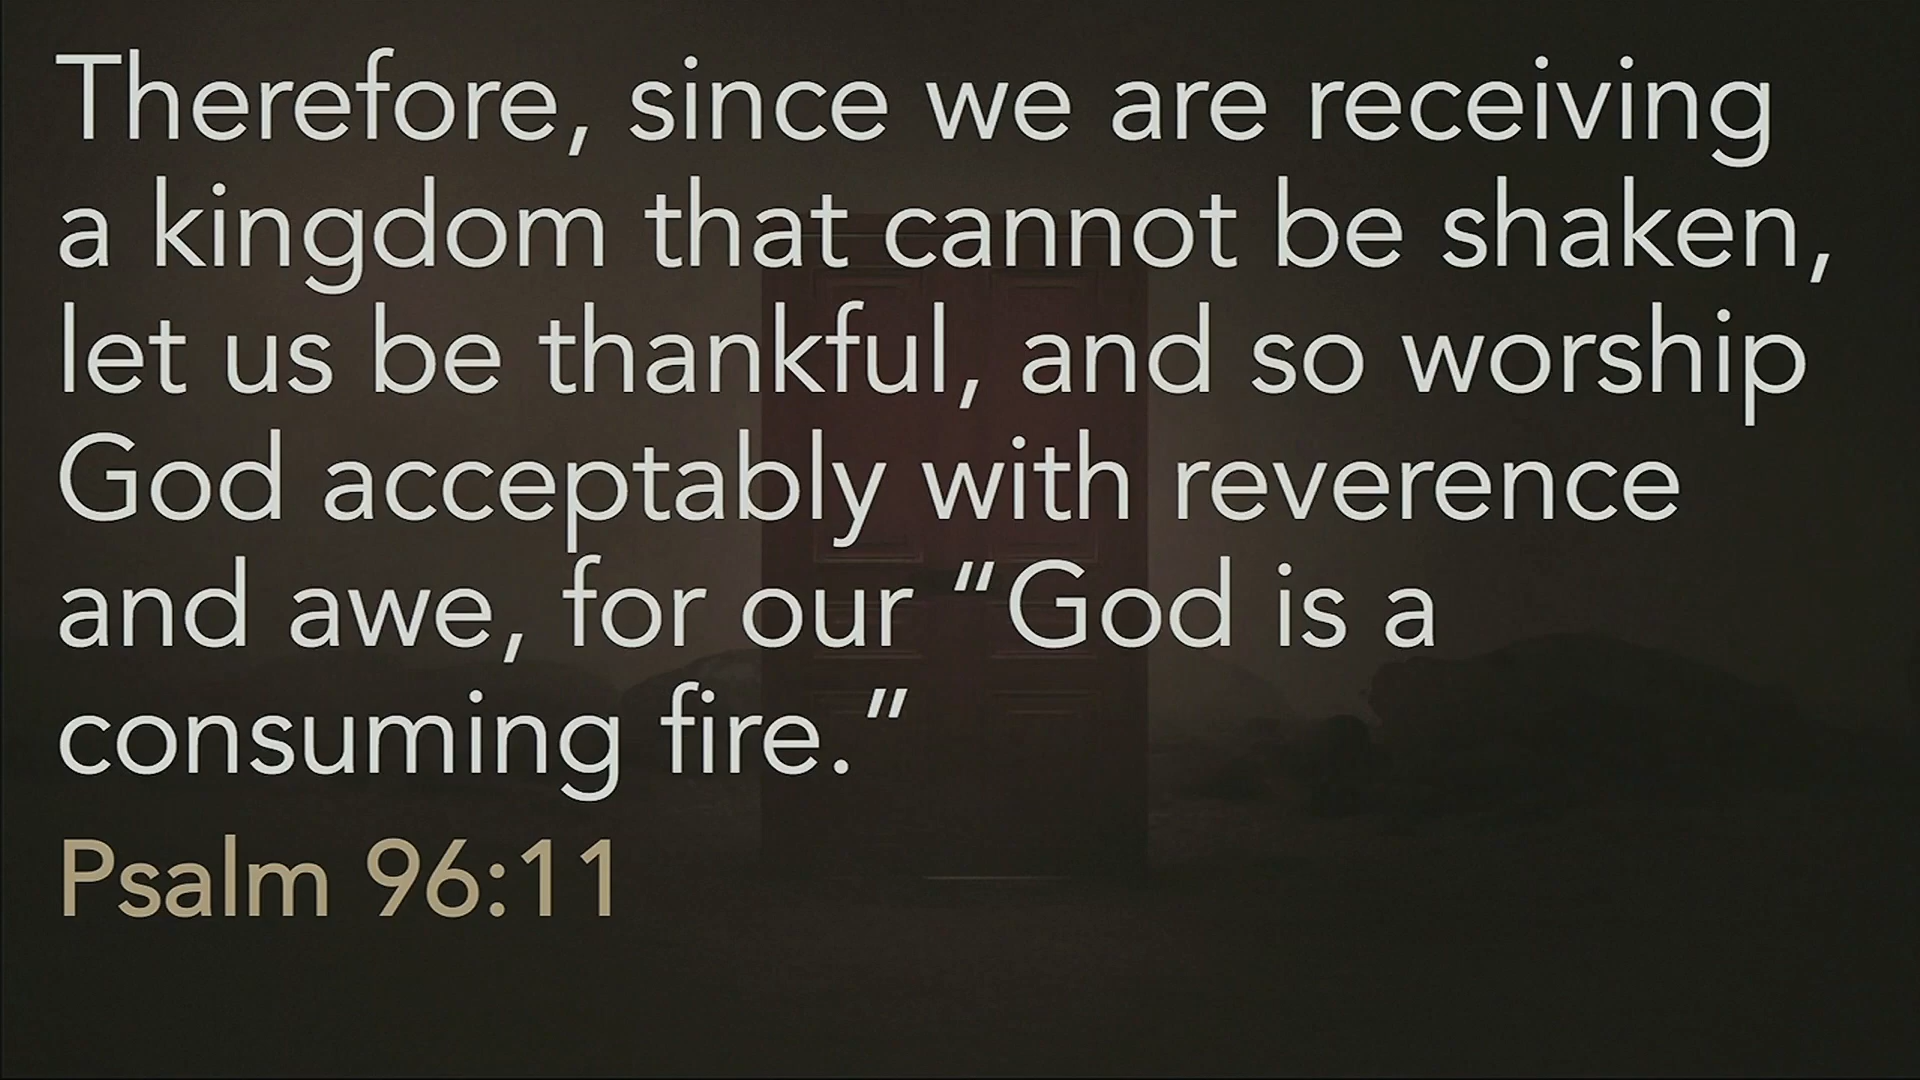 Therefore, since we are receiving
a kingdom that cannot be shaken,
let us be thankful, and so worship
God acceptably with reverence
and awe, for our “God is a
consuming fire.”
Psalm 96:11